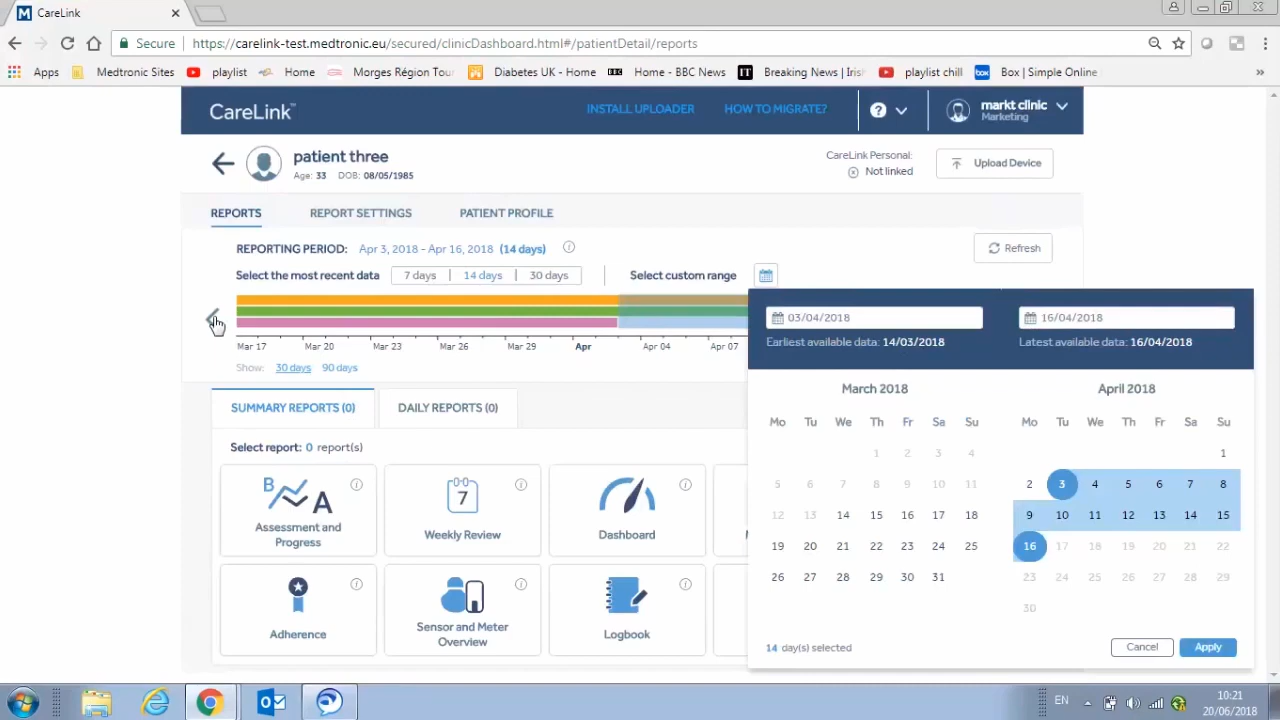 CareLink
Secure https://carelink-test.medtronic.eu/secured/clinicDashboard.html#/patientDetail/reports
Apps Medtronic Sites playlist Home Morges Région Tour Diabetes UK - Home BBC Home - BBC News IT Breaking News | Iris playlist chill box Box | Simple Online »
CareLink™ INSTALL UPLOADER HOW TO MIGRATE? ? markt clinic
Marketing
patient three
Age: 33 DOB: 08/05/1985
CareLink Personal:
Not linked
Upload Device
REPORTS REPORT SETTINGS PATIENT PROFILE
REPORTING PERIOD: Apr 3, 2018 - Apr 16, 2018 (14 days) Refresh
Select the most recent data 7 days 14 days 30 days Select custom range
Mar 17 Mar 20 Mar 23 Mar 26 Mar 29 Apr Apr 04 Apr 07
Show: 30 days 90 days
03/04/2018 16/04/2018
Earliest available data: 14/03/2018 Latest available data: 16/04/2018
March 2018
Mo Tu We Th Fr Sa Su
1 2 3 4
5 6 7 8 9 10 11
12 13 14 15 16 17 18
19 20 21 22 23 24 25
26 27 28 29 30 31
April 2018
Mo Tu We Th Fr Sa Su
1
2 3 4 5 6 7 8
9 10 11 12 13 14 15
16 17 18 19 20 21 22
23 24 25 26 27 28 29
30
14 day(s) selected Cancel Apply
SUMMARY REPORTS (0) DAILY REPORTS (0)
Select report: 0 report(s)
B A
Assessment and
Progress
7
Weekly Review
Dashboard
Adherence
Sensor and Meter
Overview
Logbook
EN 10:21
20/06/2018